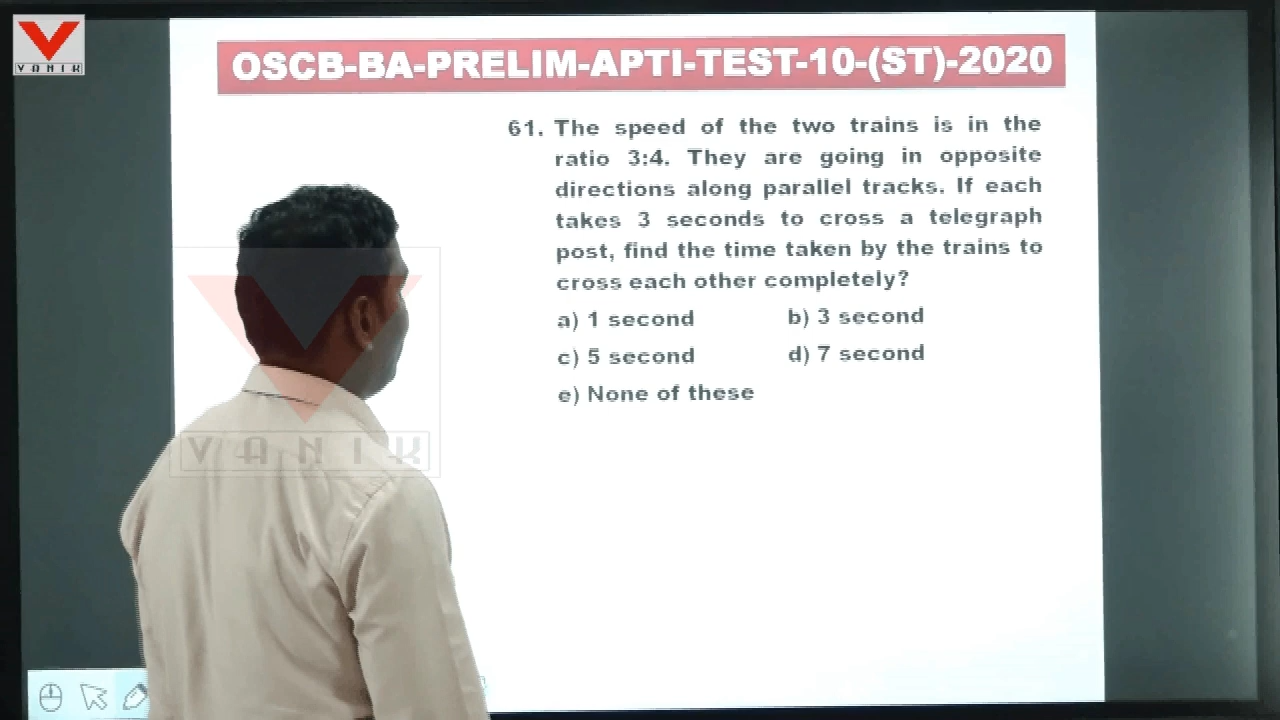 VANIK
OSCB-BA-PRELIM-APTI-TEST-10-(ST)-2020
61. The speed of the two trains is in the
ratio 3:4. They are going in opposite
directions along parallel tracks. If each
takes 3 seconds to cross a telegraph
post, find the time taken by the trains to
cross each other completely?
a) 1 second b) 3 second
c) 5 second d) 7 second
e) None of these
VANIK